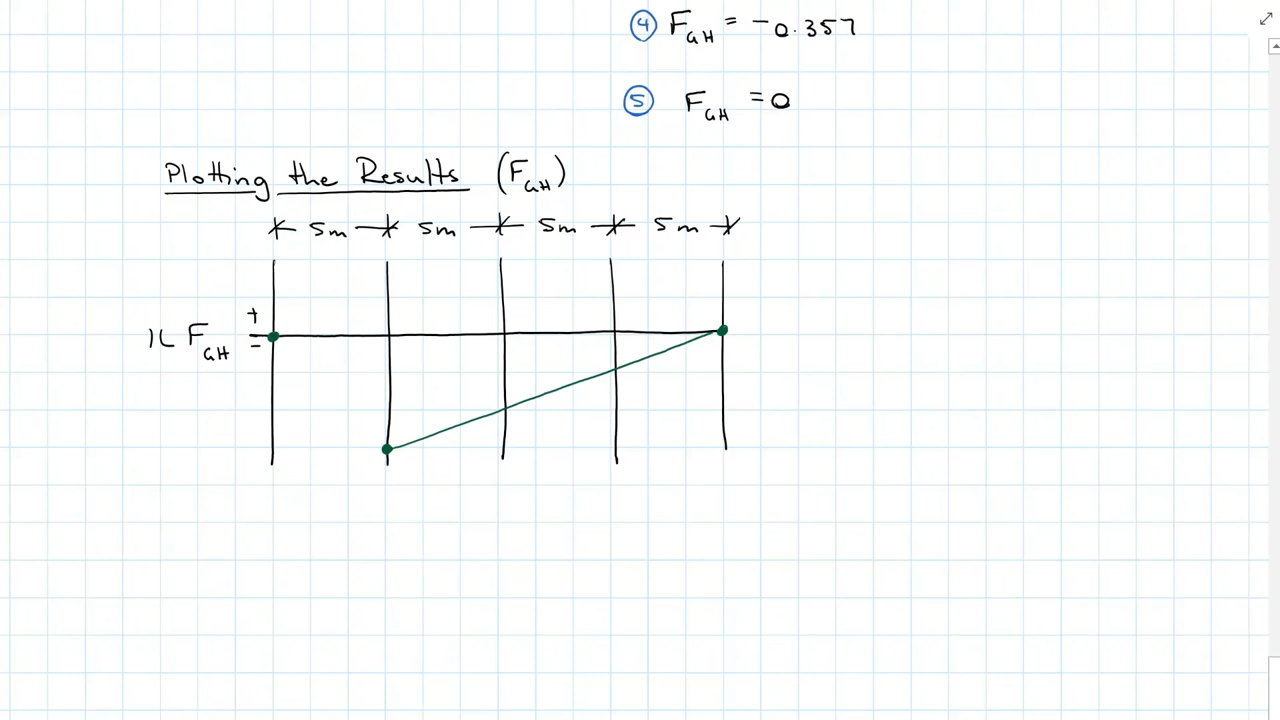 ④ F_GH = -0.357
⑤ F_GH = 0
Plotting the Results (F_GH)
5m 5m 5m 5m
+
IL F_GH
-